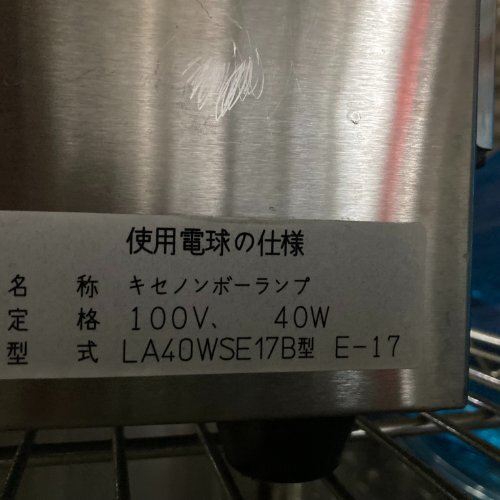 使用電球の仕様
名 称 キセノンボーランプ
定 格 100V、 40W
型 式 LA40WSE17B型 E-17